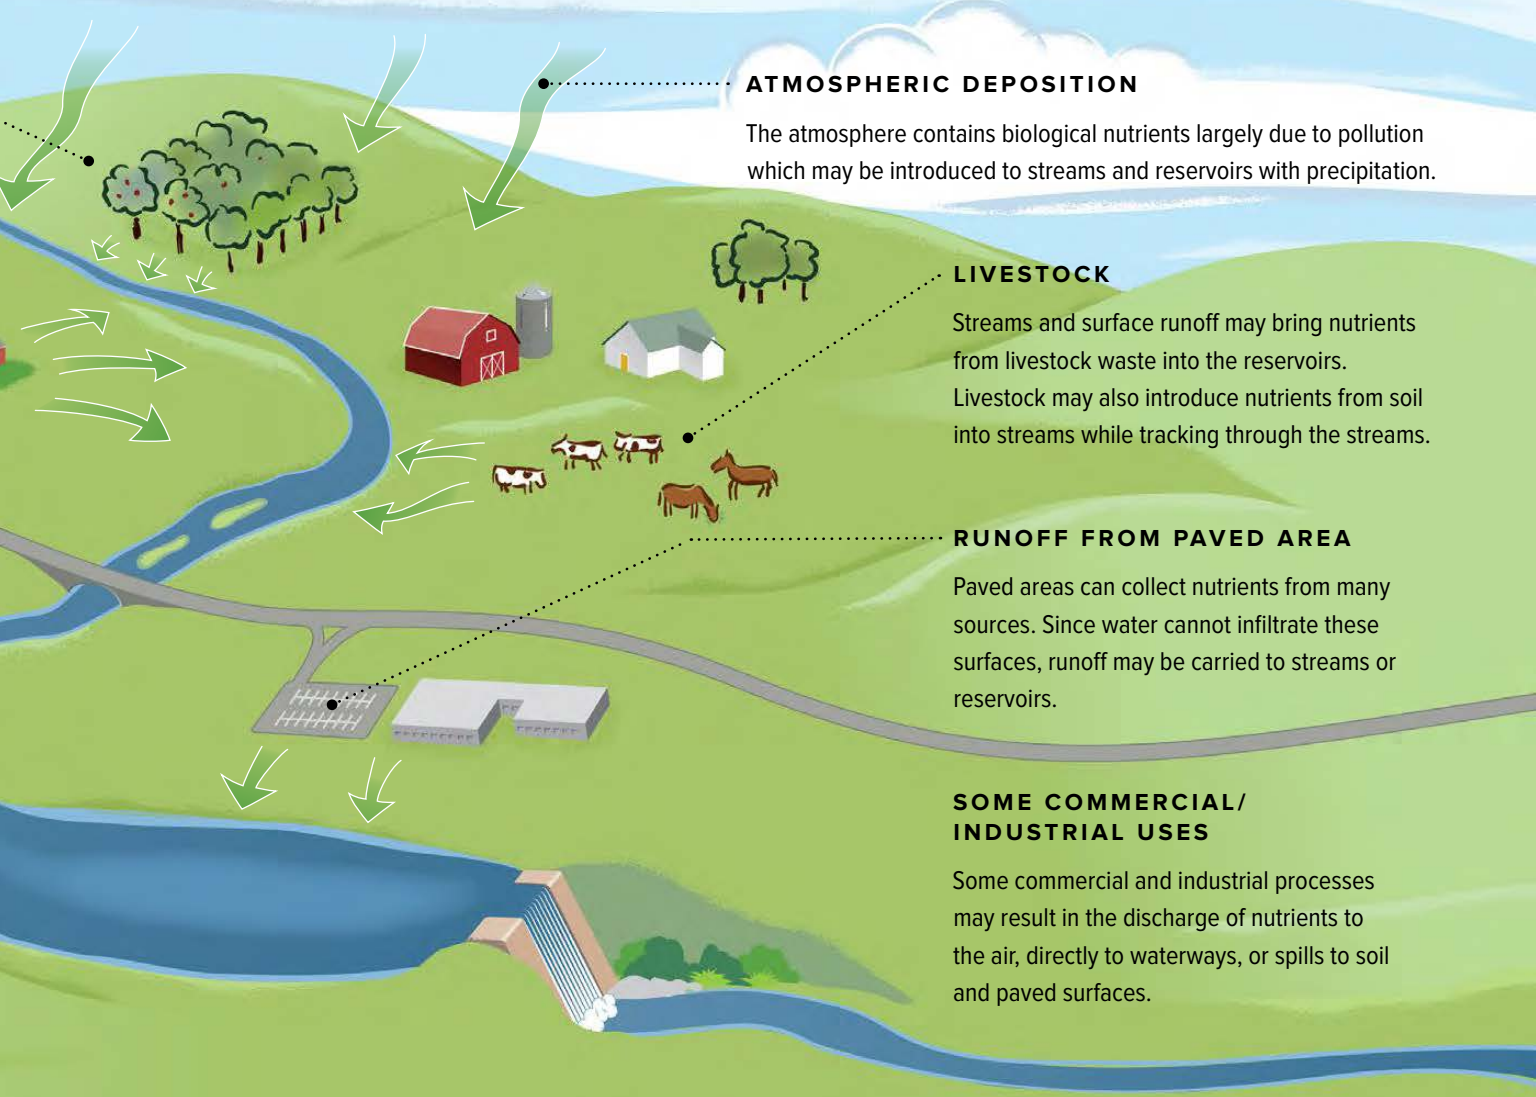 ATMOSPHERIC DEPOSITION
The atmosphere contains biological nutrients largely due to pollution
which may be introduced to streams and reservoirs with precipitation.
LIVESTOCK
Streams and surface runoff may bring nutrients
from livestock waste into the reservoirs.
Livestock may also introduce nutrients from soil
into streams while tracking through the streams.
RUNOFF FROM PAVED AREA
Paved areas can collect nutrients from many
sources. Since water cannot infiltrate these
surfaces, runoff may be carried to streams or
reservoirs.
SOME COMMERCIAL/
INDUSTRIAL USES
Some commercial and industrial processes
may result in the discharge of nutrients to
the air, directly to waterways, or spills to soil
and paved surfaces.